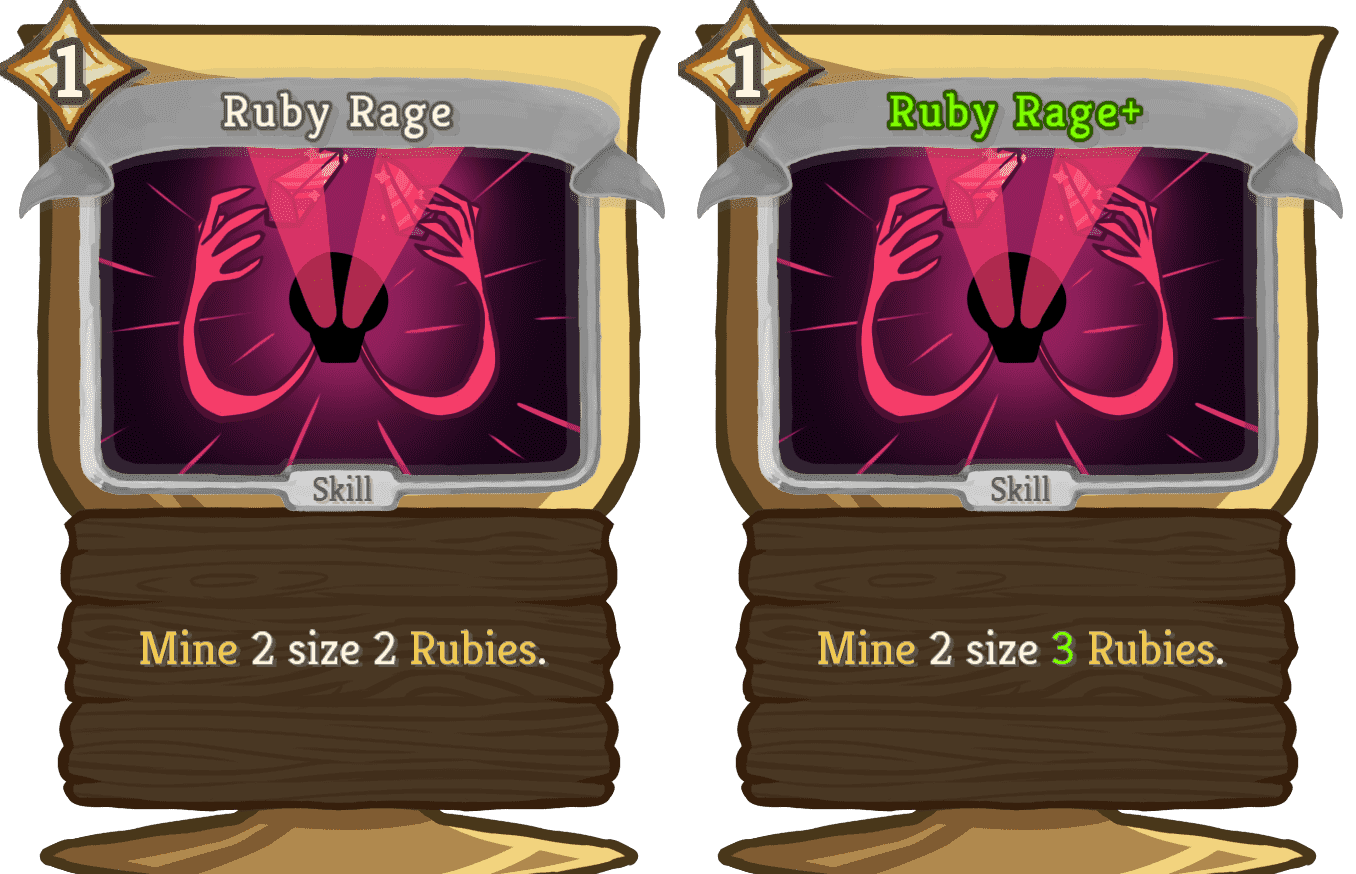 1
Ruby Rage
Skill
Mine 2 size 2 Rubies.
1
Ruby Rage+
Skill
Mine 2 size 3 Rubies.